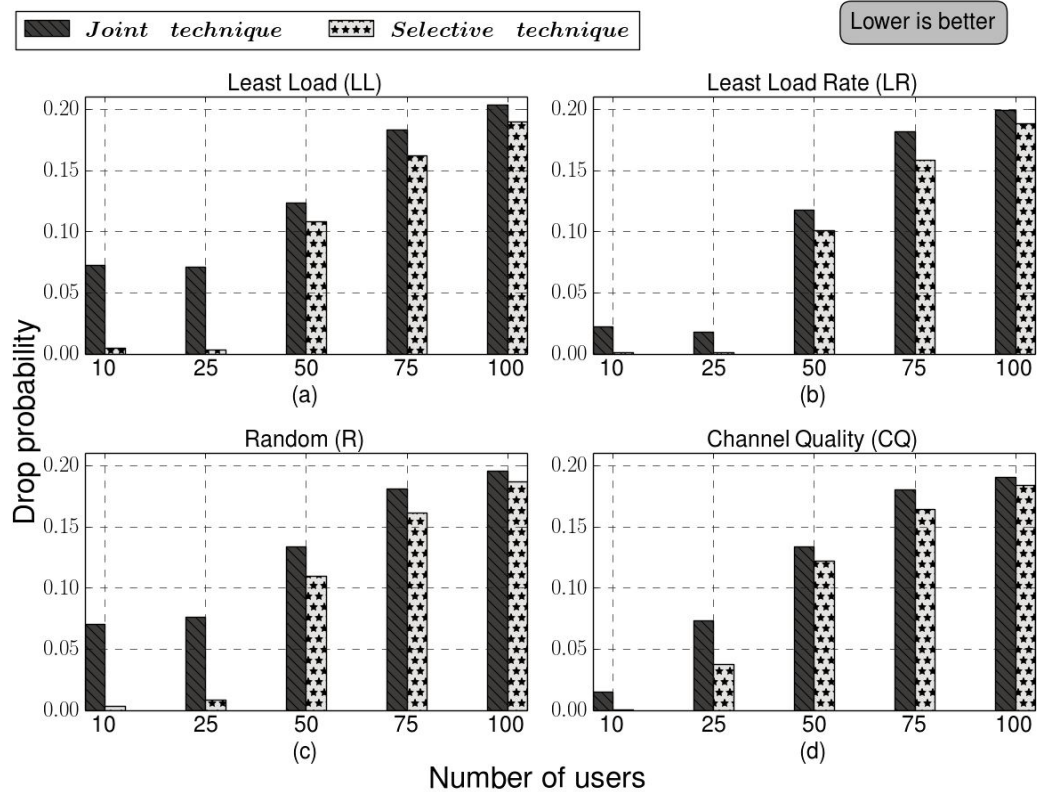 Joint technique Selective technique
Lower is better
Least Load (LL)
Least Load Rate (LR)
0.20
0.15
0.10
0.05
0.00
10 25 50 75 100
(a)
0.20
0.15
0.10
0.05
0.00
10 25 50 75 100
(b)
Drop probability
Random (R)
Channel Quality (CQ)
0.20
0.15
0.10
0.05
0.00
10 25 50 75 100
(c)
0.20
0.15
0.10
0.05
0.00
10 25 50 75 100
(d)
Number of users